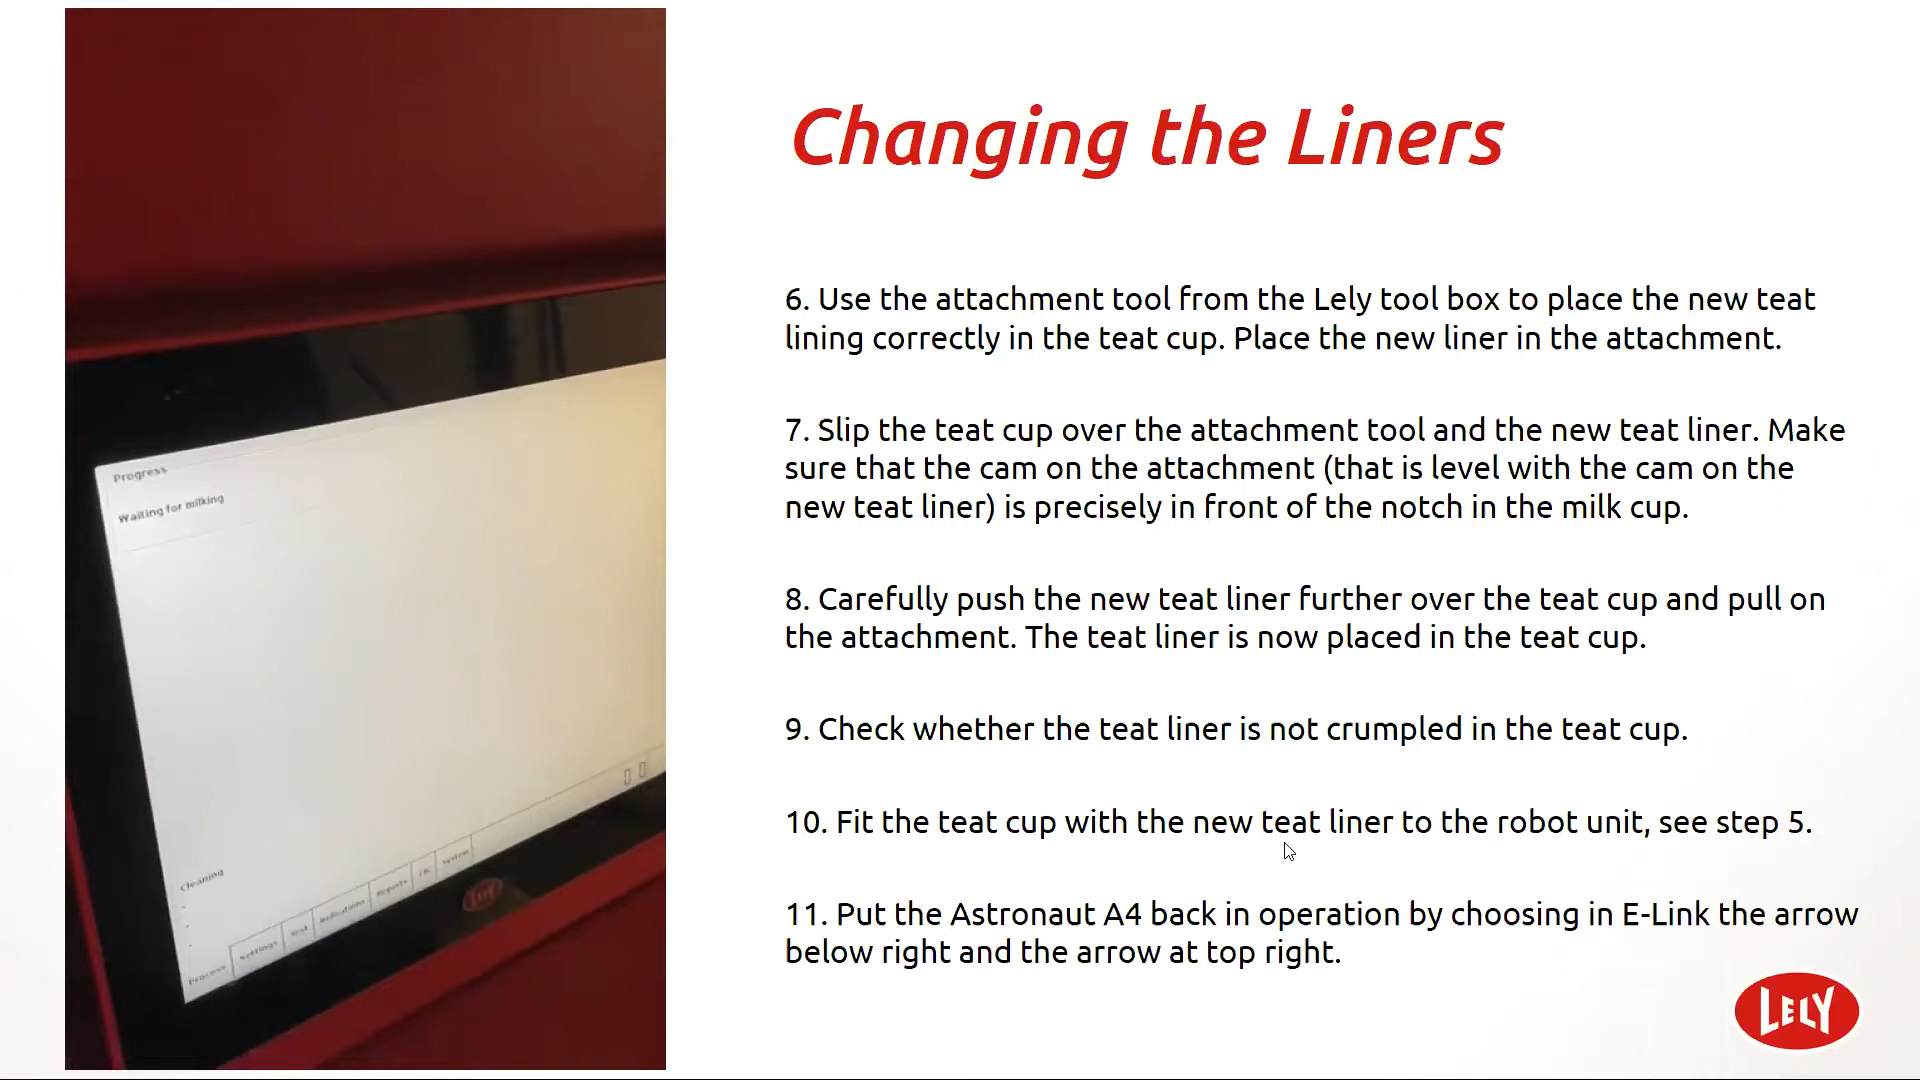 Changing the Liners
6. Use the attachment tool from the Lely tool box to place the new teat
lining correctly in the teat cup. Place the new liner in the attachment.
7. Slip the teat cup over the attachment tool and the new teat liner. Make
sure that the cam on the attachment (that is level with the cam on the
new teat liner) is precisely in front of the notch in the milk cup.
8. Carefully push the new teat liner further over the teat cup and pull on
the attachment. The teat liner is now placed in the teat cup.
9. Check whether the teat liner is not crumpled in the teat cup.
10. Fit the teat cup with the new teat liner to the robot unit, see step 5.
11. Put the Astronaut A4 back in operation by choosing in E-Link the arrow
below right and the arrow at top right.
LELY
Progress
Waiting for milking
Cleaning
Process Settings Test Indications Reports System
LELY